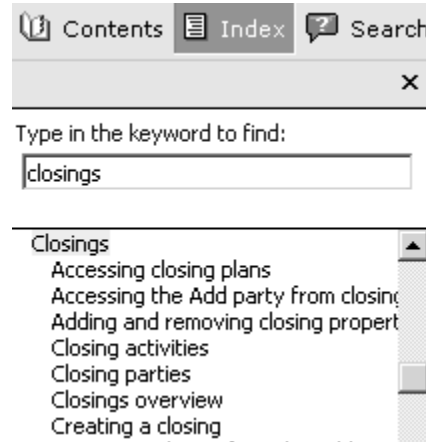 Contents Index Search
Type in the keyword to find:
closings
Closings
Accessing closing plans
Accessing the Add party from closing
Adding and removing closing propert
Closing activities
Closing parties
Closings overview
Creating a closing